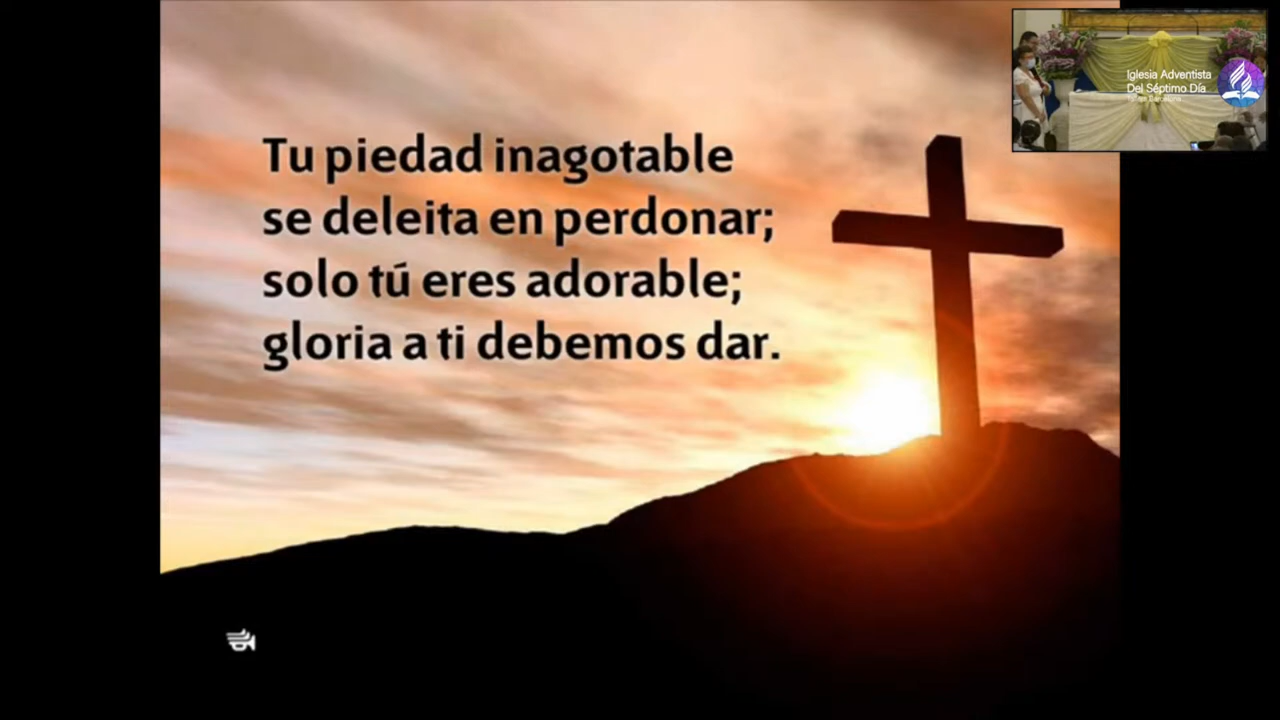 Tu piedad inagotable
se deleita en perdonar;
solo tú eres adorable;
gloria a ti debemos dar.
Iglesia Adventista
Del Séptimo Día